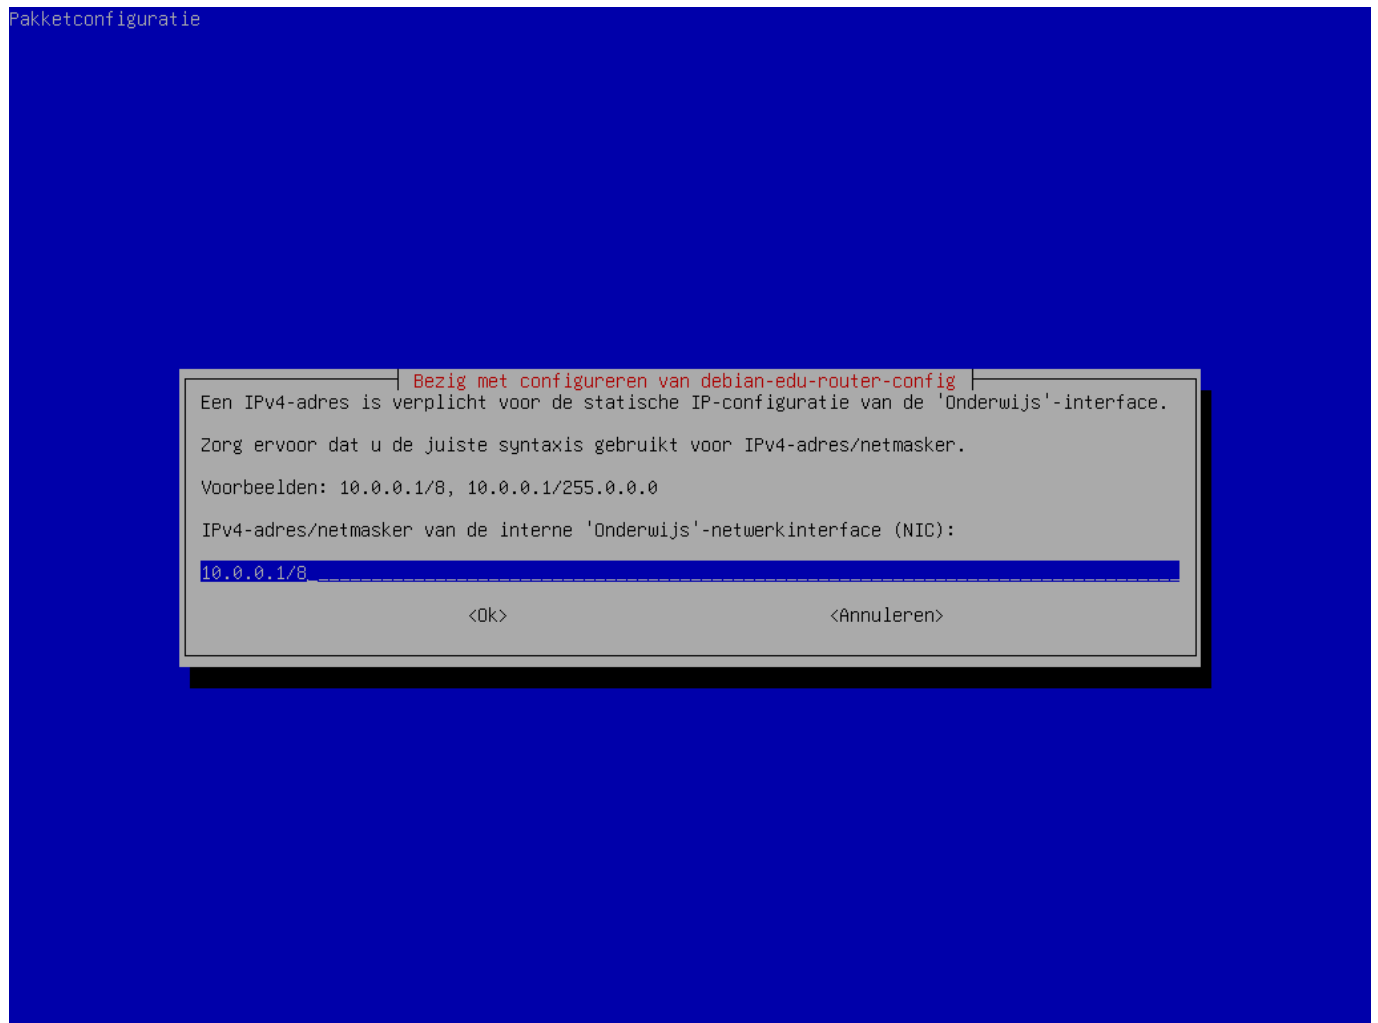 Pakketconfiguratie
Bezig met configureren van debian-edu-router-config
Een IPv4-adres is verplicht voor de statische IP-configuratie van de 'Onderwijs'-interface.
Zorg ervoor dat u de juiste syntaxis gebruikt voor IPv4-adres/netmasker.
Voorbeelden: 10.0.0.1/8, 10.0.0.1/255.0.0.0
IPv4-adres/netmasker van de interne 'Onderwijs'-netwerkinterface (NIC):
10.0.0.1/8
<Ok> <Annuleren>